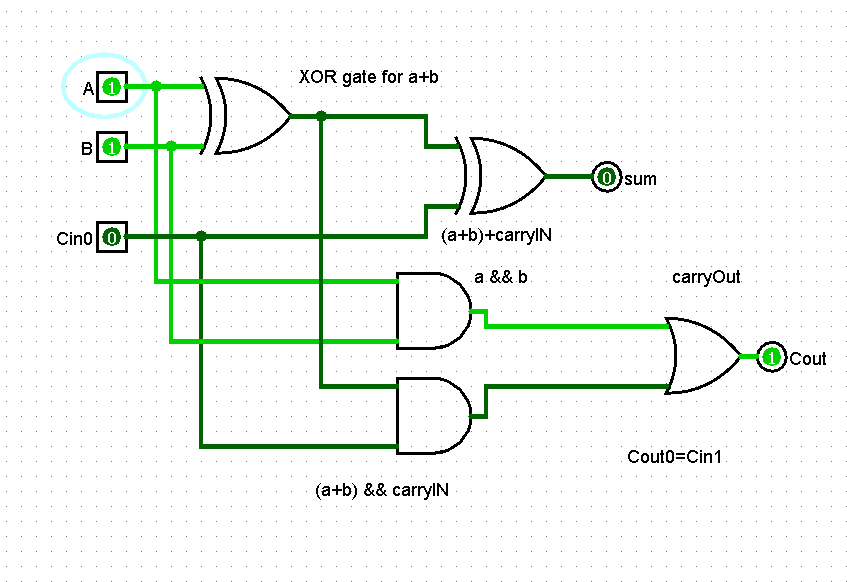 XOR gate for a+b
A 1
B 1
Cin0 0
0 sum
(a+b)+carryIN
a && b
carryOut
1 Cout
Cout0=Cin1
(a+b) && carryIN